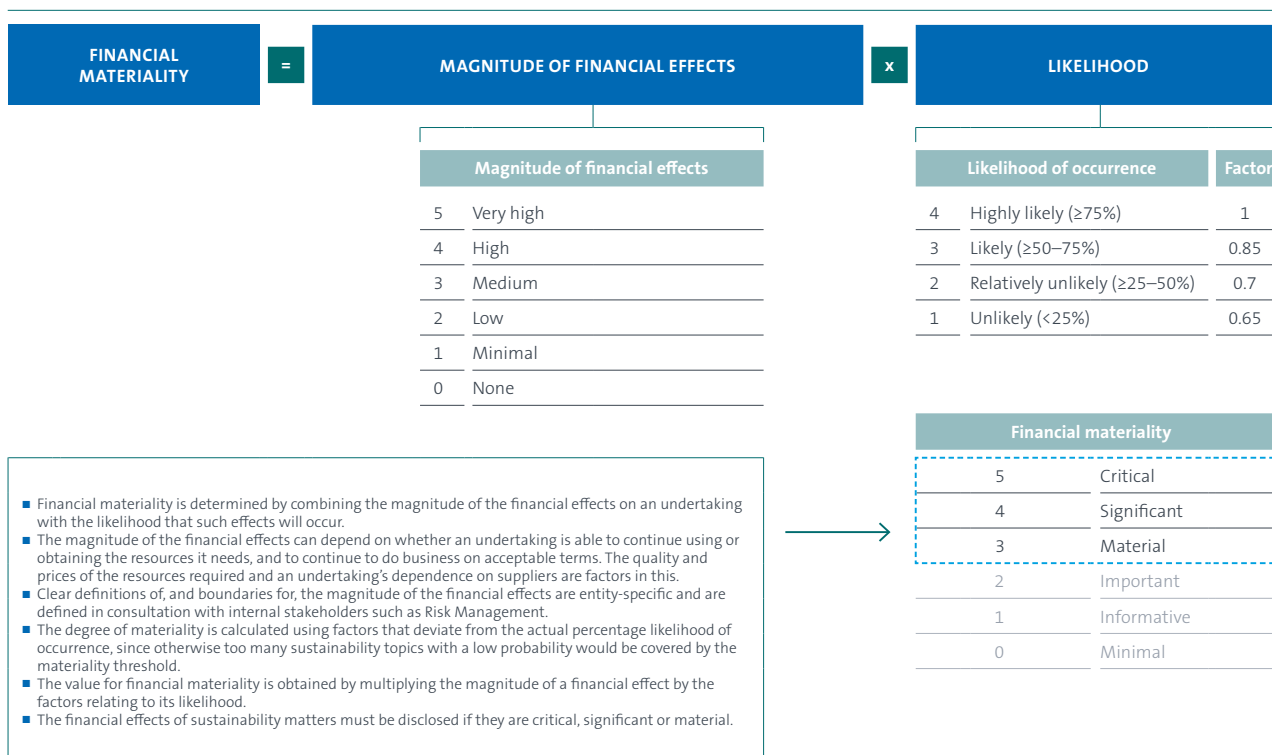 FINANCIAL
MATERIALITY
=
MAGNITUDE OF FINANCIAL EFFECTS
x
LIKELIHOOD
Magnitude of financial effects
5 Very high
4 High
3 Medium
2 Low
1 Minimal
0 None
Likelihood of occurrence Factor
4 Highly likely (≥75%) 1
3 Likely (≥50–75%) 0.85
2 Relatively unlikely (≥25–50%) 0.7
1 Unlikely (<25%) 0.65
■ Financial materiality is determined by combining the magnitude of the financial effects on an undertaking
with the likelihood that such effects will occur.
■ The magnitude of the financial effects can depend on whether an undertaking is able to continue using or
obtaining the resources it needs, and to continue to do business on acceptable terms. The quality and
prices of the resources required and an undertaking’s dependence on suppliers are factors in this.
■ Clear definitions of, and boundaries for, the magnitude of the financial effects are entity-specific and are
defined in consultation with internal stakeholders such as Risk Management.
■ The degree of materiality is calculated using factors that deviate from the actual percentage likelihood of
occurrence, since otherwise too many sustainability topics with a low probability would be covered by the
materiality threshold.
■ The value for financial materiality is obtained by multiplying the magnitude of a financial effect by the
factors relating to its likelihood.
■ The financial effects of sustainability matters must be disclosed if they are critical, significant or material.
Financial materiality
5 Critical
4 Significant
3 Material
2 Important
1 Informative
0 Minimal